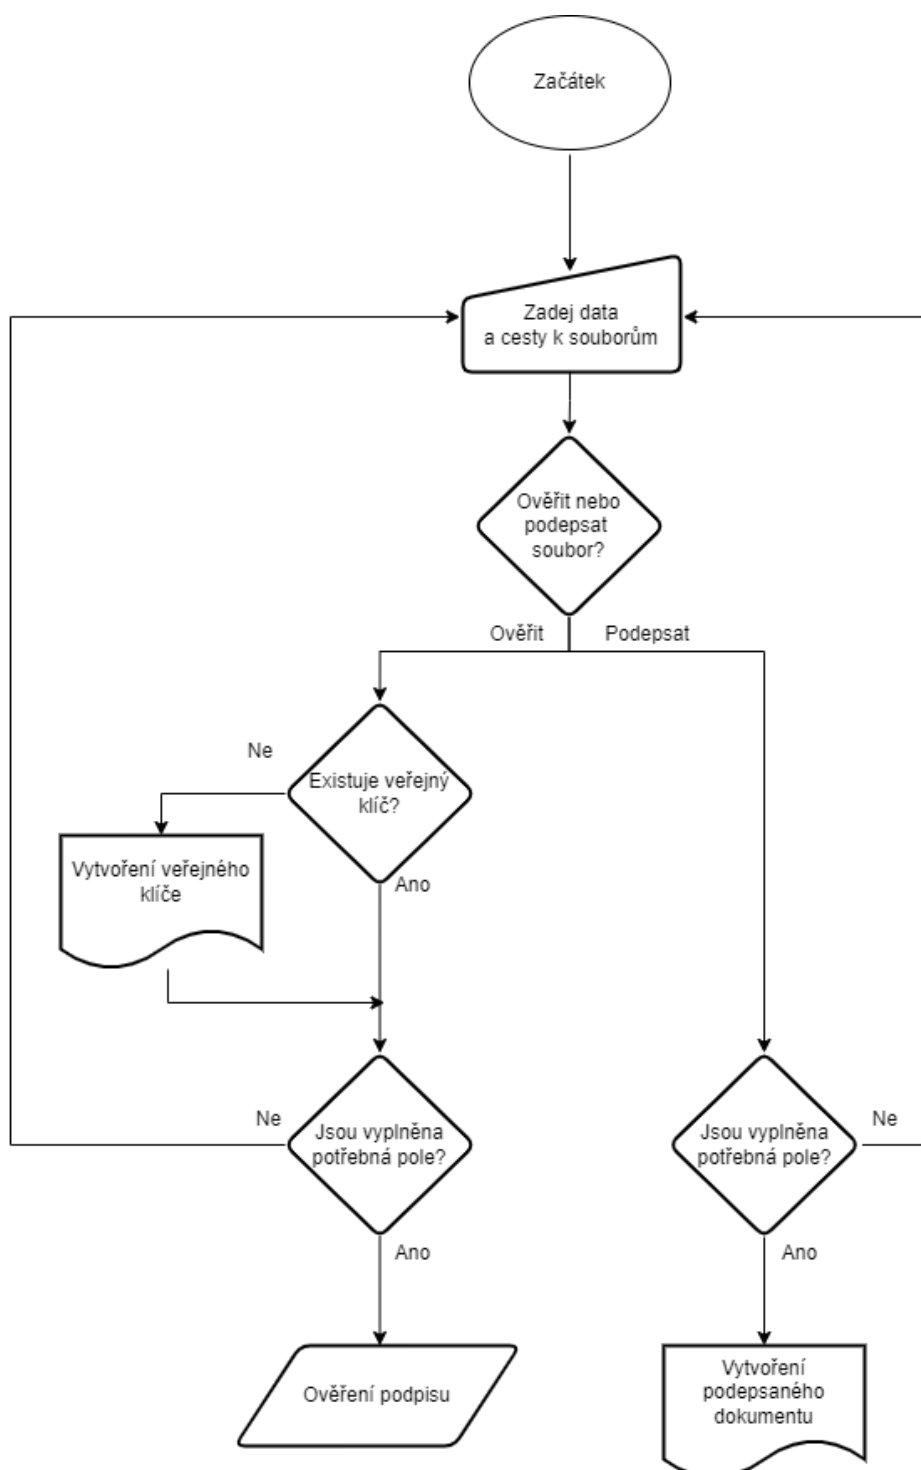 Začátek
Zadej data
a cesty k souborům
Ověřit nebo
podepsat
soubor?
Ověřit
Podepsat
Ne
Existuje veřejný
klíč?
Vytvoření veřejného
klíče
Ano
Ne
Jsou vyplněna
potřebná pole?
Jsou vyplněna
potřebná pole?
Ne
Ano
Ano
Ověření podpisu
Vytvoření
podepsaného
dokumentu